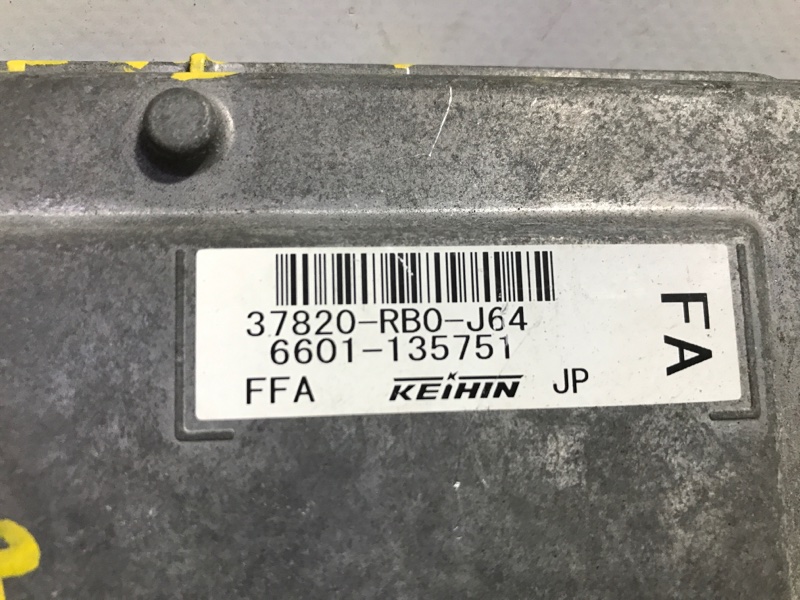 37820-RB0-J64
6601-135751
FFA KEIHIN JP
FA